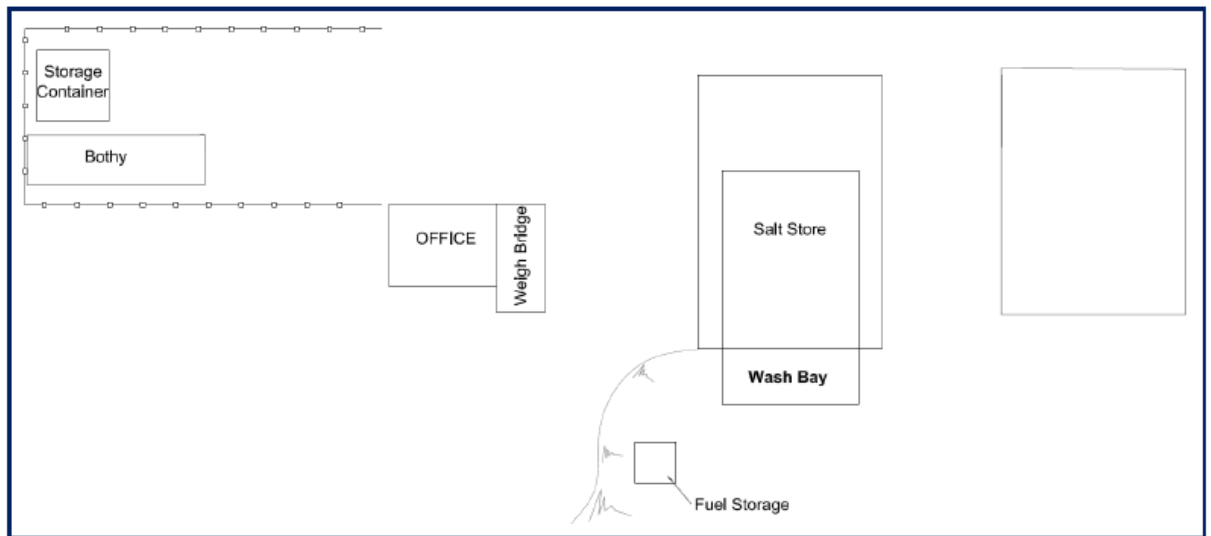 Storage
Container
Bothy
OFFICE
Weigh Bridge
Salt Store
Wash Bay
Fuel Storage